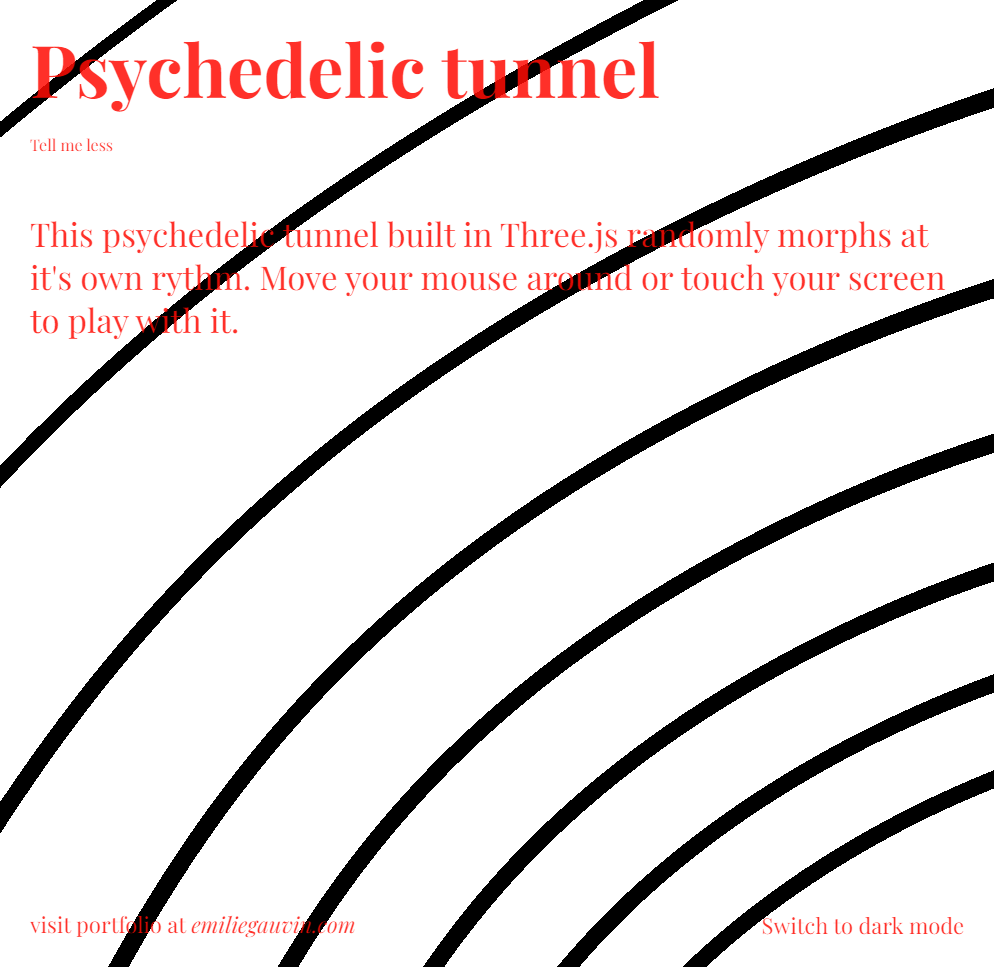 Psychedelic tunnel
Tell me less
This psychedelic tunnel built in Three.js randomly morphs at
it's own rythm. Move your mouse around or touch your screen
to play with it.
visit portfolio at emiliegauvin.com
Switch to dark mode